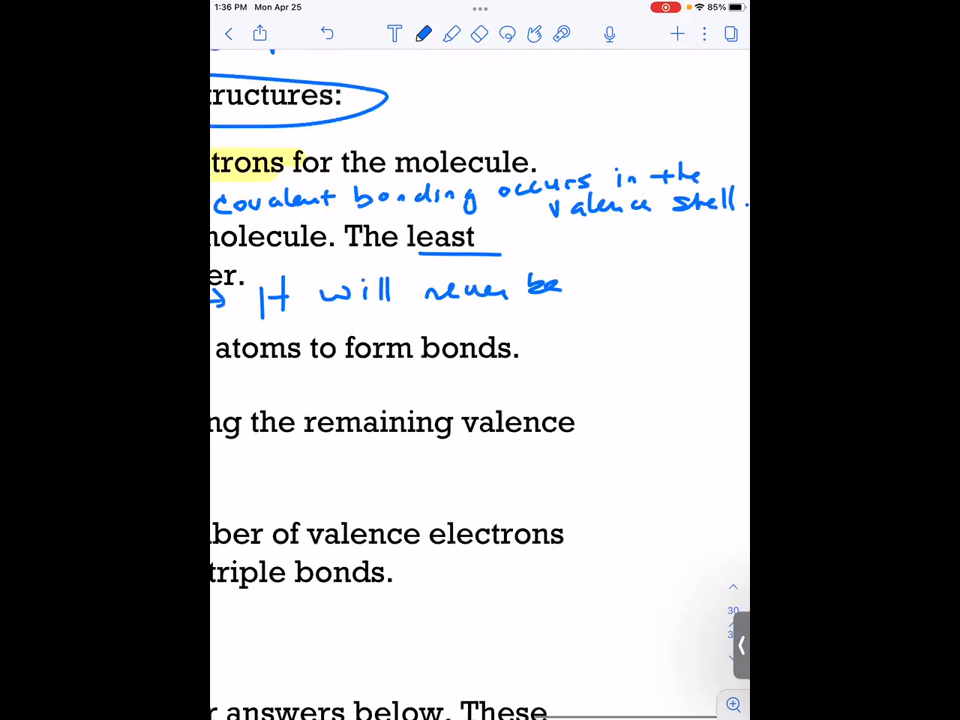 1:36 PM Mon Apr 25
85%
ructures:
trons for the molecule.
covalent bonding occurs in the
valence shell.
nolecule. The least
er.
→ It will never be
atoms to form bonds.
ng the remaining valence
ber of valence electrons
triple bonds.
30
3
r answers below. These